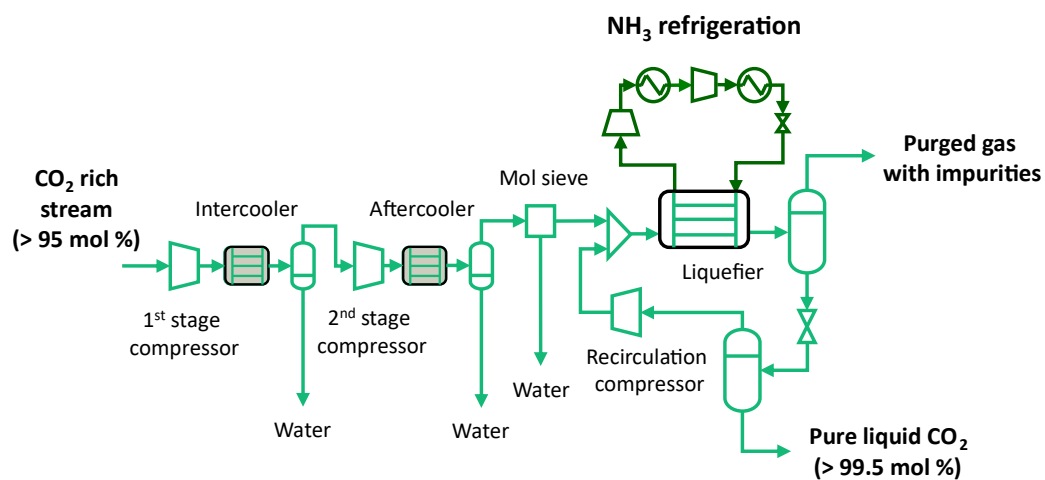 NH₃ refrigeration
Purged gas
with impurities
CO₂ rich
stream
(> 95 mol %)
Intercooler
Aftercooler
Mol sieve
Liquefier
1ˢᵗ stage
compressor
2ⁿᵈ stage
compressor
Recirculation
compressor
Water
Water
Water
Pure liquid CO₂
(> 99.5 mol %)